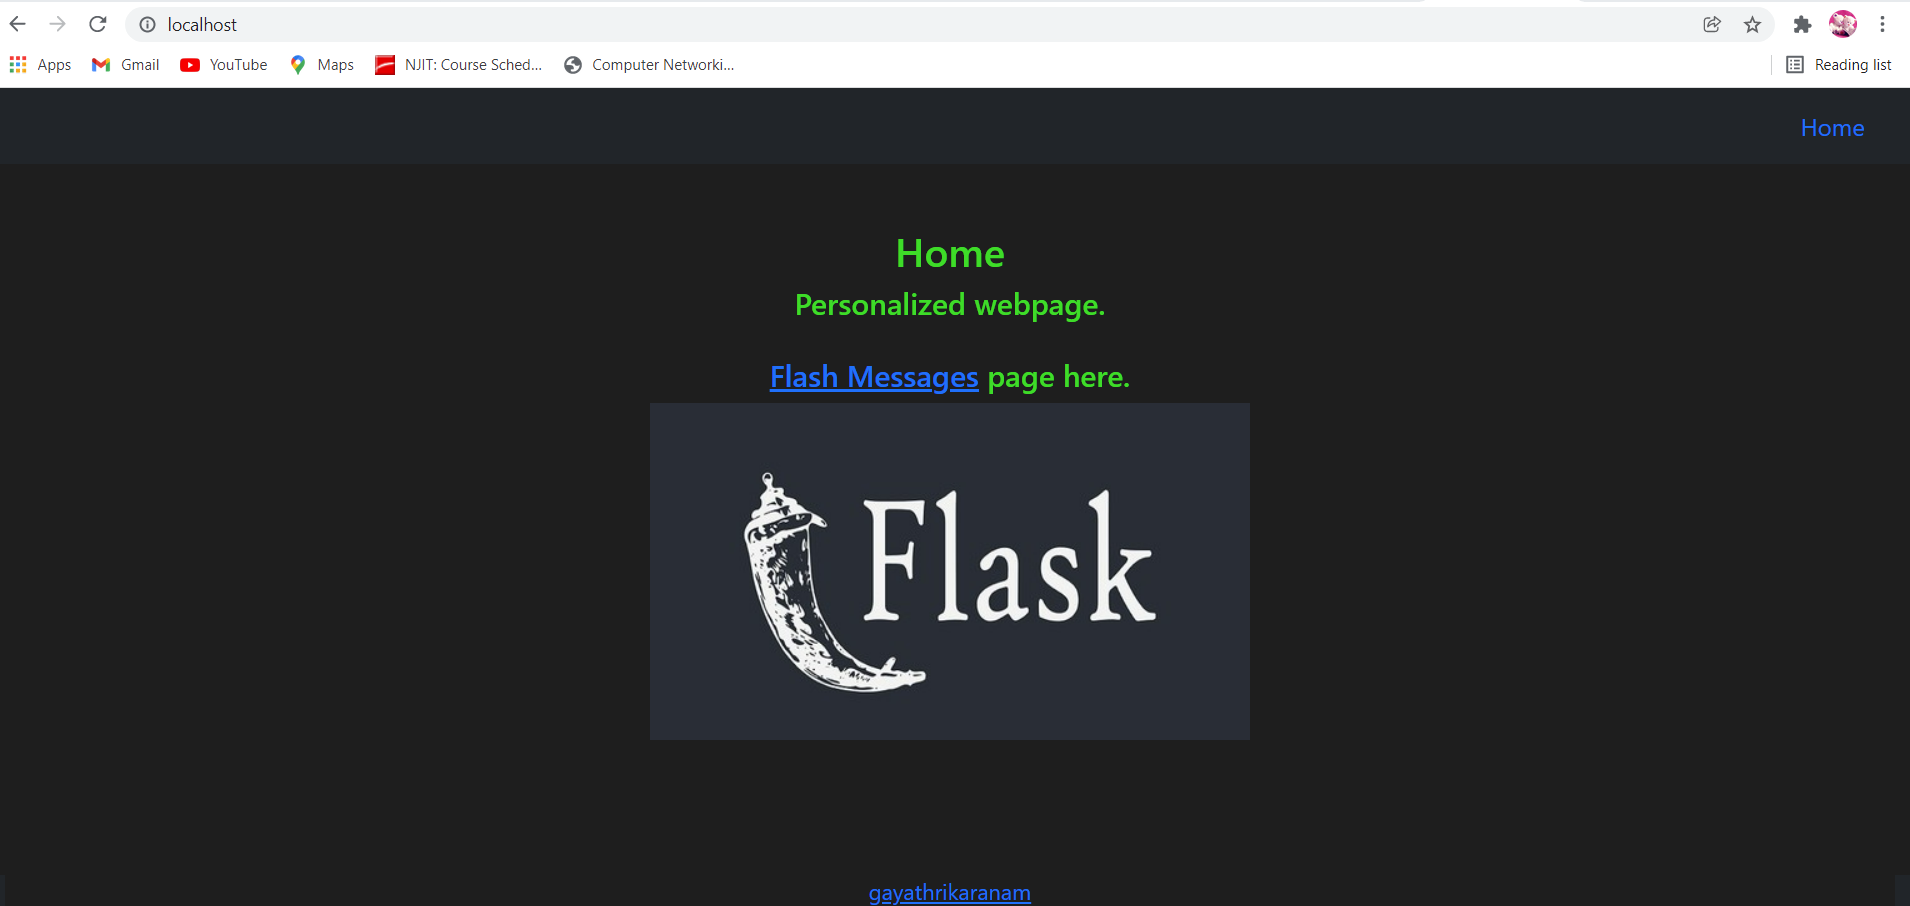 localhost
Apps Gmail YouTube Maps NJIT: Course Sched... Computer Networki... Reading list
Home
Home
Personalized webpage.
Flash Messages page here.
Flask
gayathrikaranam